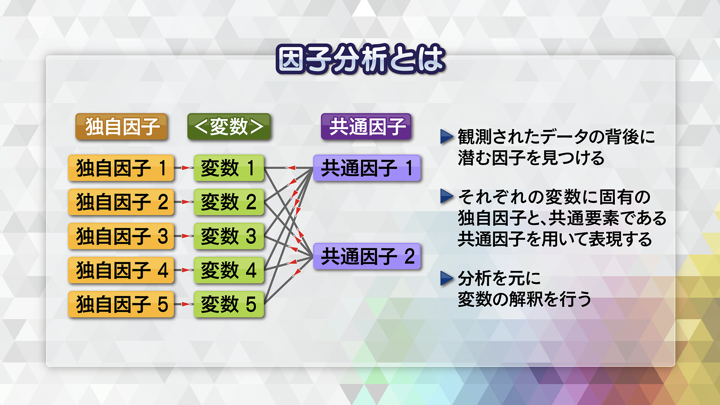 因子分析とは
独自因子
<変数>
共通因子
独自因子 1
変数 1
共通因子 1
独自因子 2
変数 2
独自因子 3
変数 3
共通因子 2
独自因子 4
変数 4
独自因子 5
変数 5
観測されたデータの背後に
潜む因子を見つける
それぞれの変数に固有の
独自因子と、共通要素である
共通因子を用いて表現する
分析を元に
変数の解釈を行う